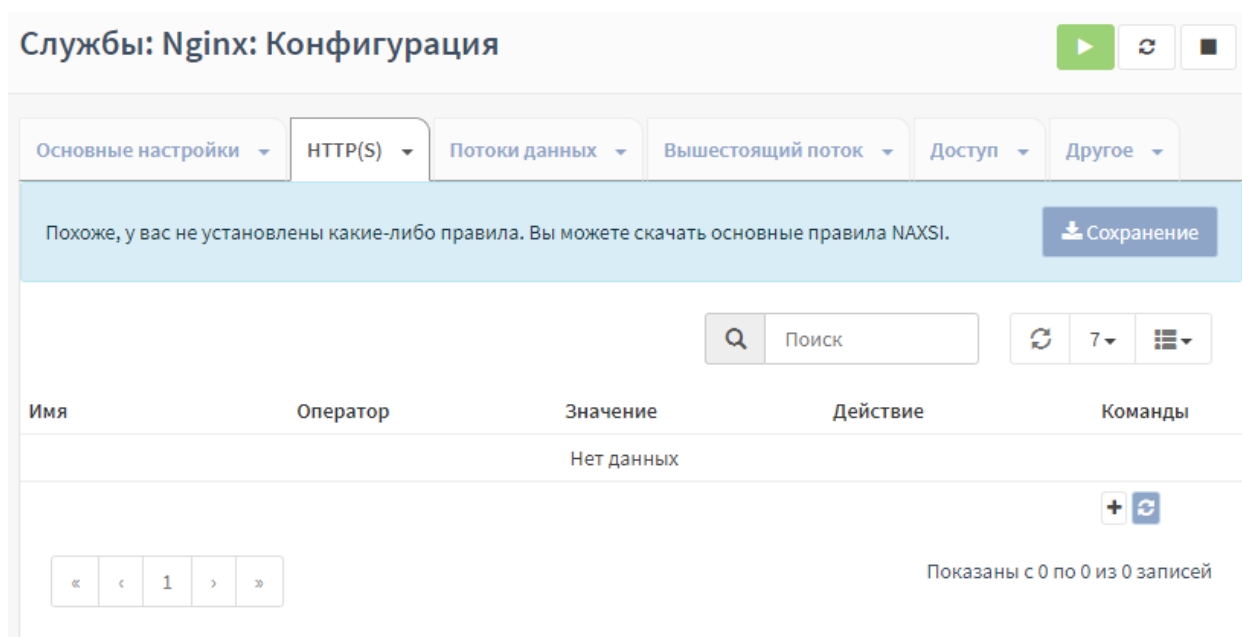 Службы: Nginx: Конфигурация
Основные настройки HTTP(S) Потоки данных Вышестоящий поток Доступ Другое
Похоже, у вас не установлены какие-либо правила. Вы можете скачать основные правила NAXSI. Сохранение
Поиск 7
Имя Оператор Значение Действие Команды
Нет данных
« ‹ 1 › »
Показаны с 0 по 0 из 0 записей